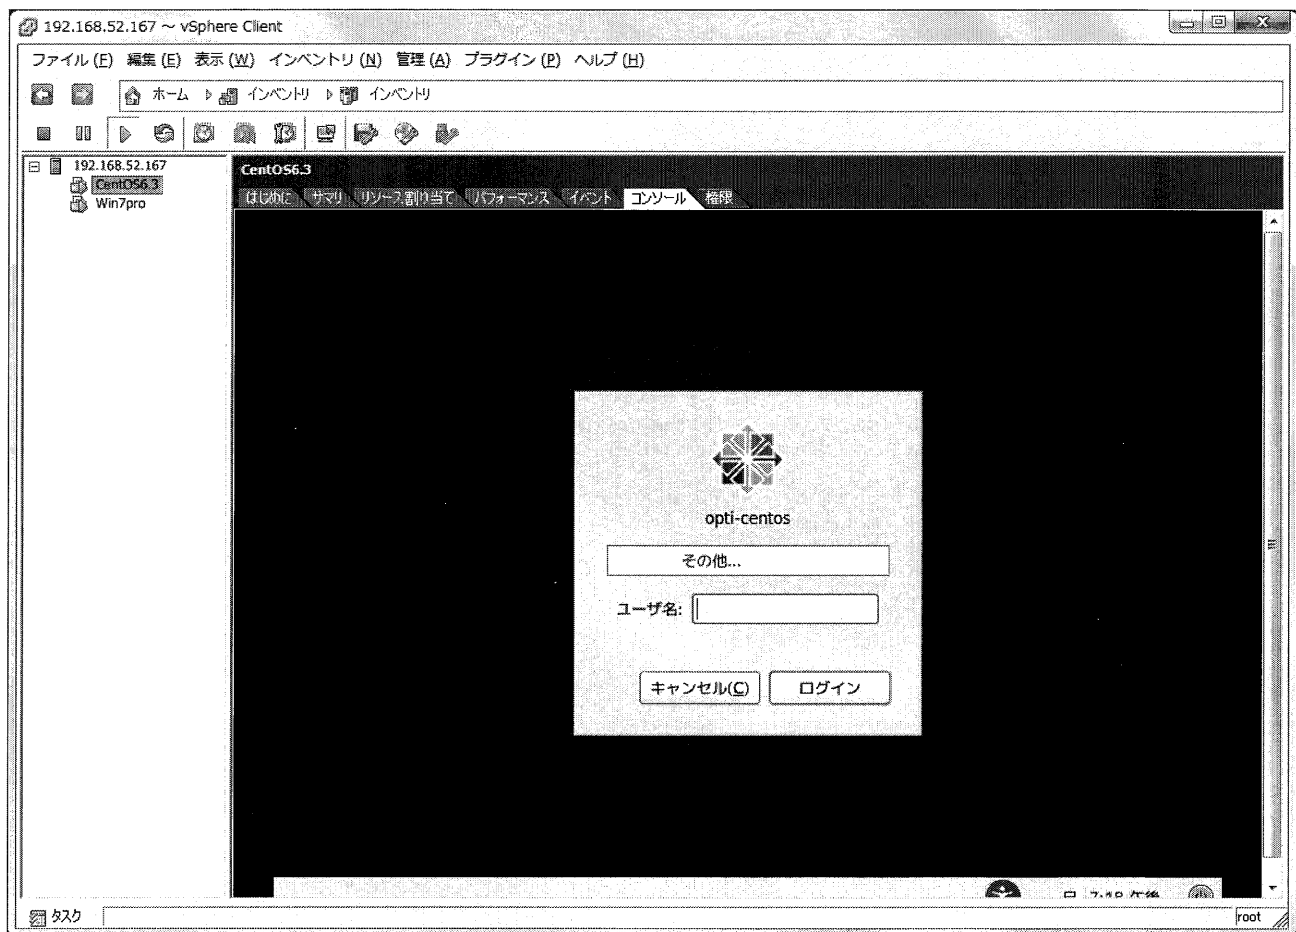 192.168.52.167 ~ vSphere Client
ファイル (F) 編集 (E) 表示 (W) インベントリ (N) 管理 (A) プラグイン (P) ヘルプ (H)
ホーム インベントリ インベントリ
192.168.52.167
CentOS6.3
Win7pro
CentOS6.3
はじめに サマリ リソース割り当て パフォーマンス イベント コンソール 権限
opti-centos
その他...
ユーザ名:
キャンセル(C) ログイン
タスク
root